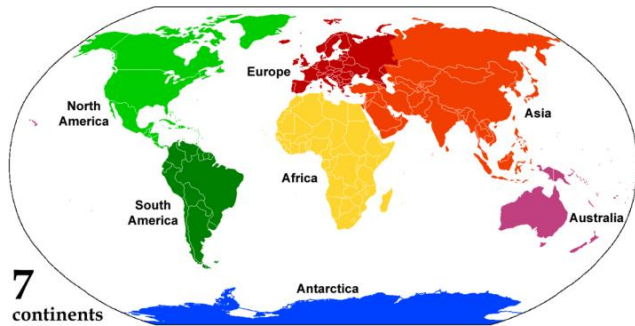 Europe
North
America
Asia
Africa
South
America
Australia
Antarctica
7
continents